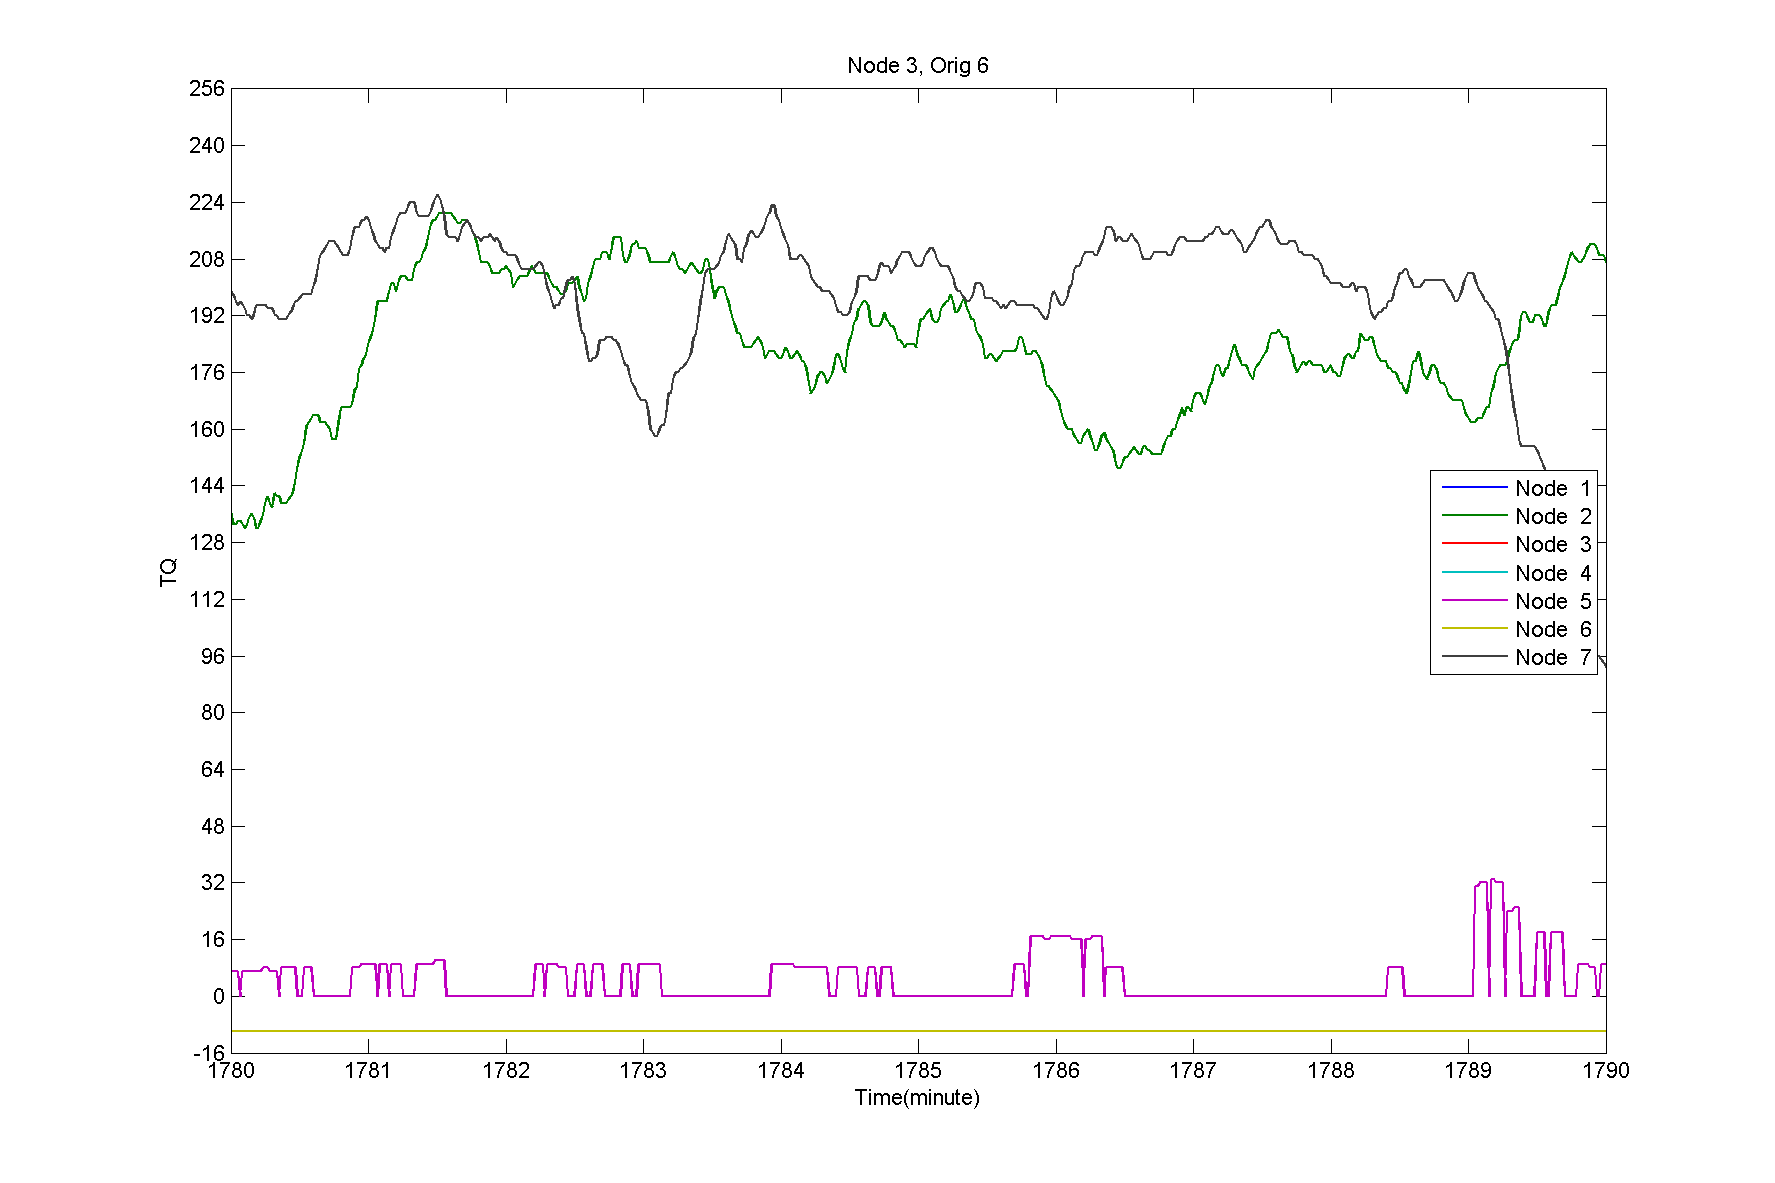 Node 3, Orig 6
256
240
224
208
192
176
160
144
128
112
96
80
64
48
32
16
0
-16
TQ
Node 1
Node 2
Node 3
Node 4
Node 5
Node 6
Node 7
1780 1781 1782 1783 1784 1785 1786 1787 1788 1789 1790
Time(minute)